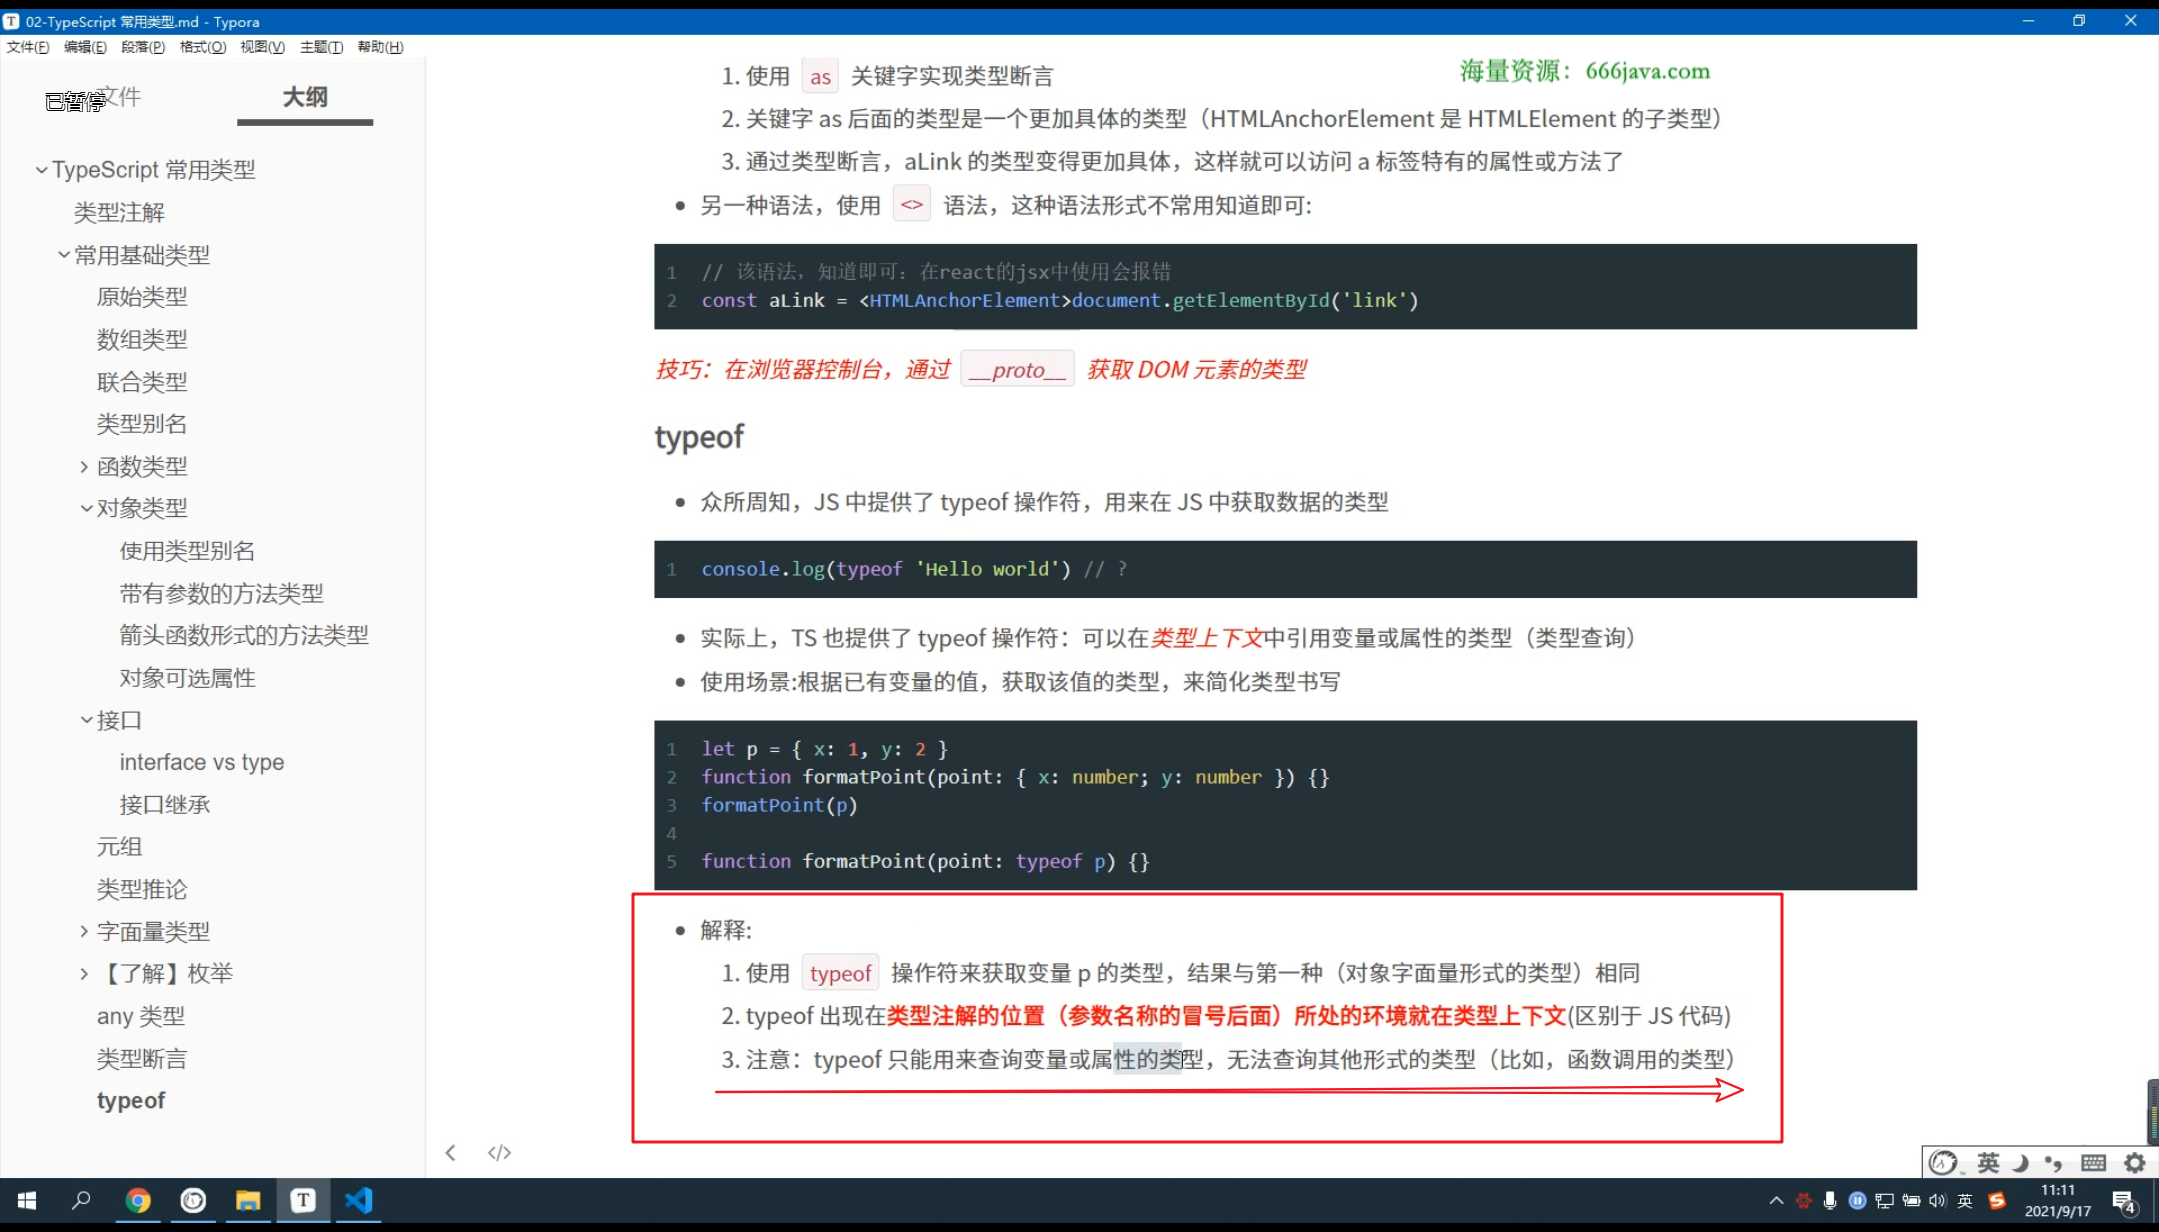 02-TypeScript 常用类型.md - Typora
文件(F) 编辑(E) 段落(P) 格式(O) 视图(V) 主题(T) 帮助(H)
已暂停
文件 大纲
TypeScript 常用类型
类型注解
常用基础类型
原始类型
数组类型
联合类型
类型别名
函数类型
对象类型
使用类型别名
带有参数的方法类型
箭头函数形式的方法类型
对象可选属性
接口
interface vs type
接口继承
元组
类型推论
字面量类型
【了解】枚举
any 类型
类型断言
typeof
海量资源：666java.com
1. 使用 as 关键字实现类型断言
2. 关键字 as 后面的类型是一个更加具体的类型（HTMLAnchorElement 是 HTMLElement 的子类型）
3. 通过类型断言，aLink 的类型变得更加具体，这样就可以访问 a 标签特有的属性或方法了
• 另一种语法，使用 <> 语法，这种语法形式不常用知道即可:
1 // 该语法，知道即可：在react的jsx中使用会报错
2 const aLink = <HTMLAnchorElement>document.getElementById('link')
技巧：在浏览器控制台，通过 __proto__ 获取 DOM 元素的类型
typeof
• 众所周知，JS 中提供了 typeof 操作符，用来在 JS 中获取数据的类型
1 console.log(typeof 'Hello world') // ?
• 实际上，TS 也提供了 typeof 操作符：可以在类型上下文中引用变量或属性的类型（类型查询）
• 使用场景:根据已有变量的值，获取该值的类型，来简化类型书写
1 let p = { x: 1, y: 2 }
2 function formatPoint(point: { x: number; y: number }) {}
3 formatPoint(p)
4
5 function formatPoint(point: typeof p) {}
• 解释:
1. 使用 typeof 操作符来获取变量 p 的类型，结果与第一种（对象字面量形式的类型）相同
2. typeof 出现在类型注解的位置（参数名称的冒号后面）所处的环境就在类型上下文(区别于 JS 代码)
3. 注意：typeof 只能用来查询变量或属性的类型，无法查询其他形式的类型（比如，函数调用的类型）
</>
英
英
11:11
2021/9/17
4